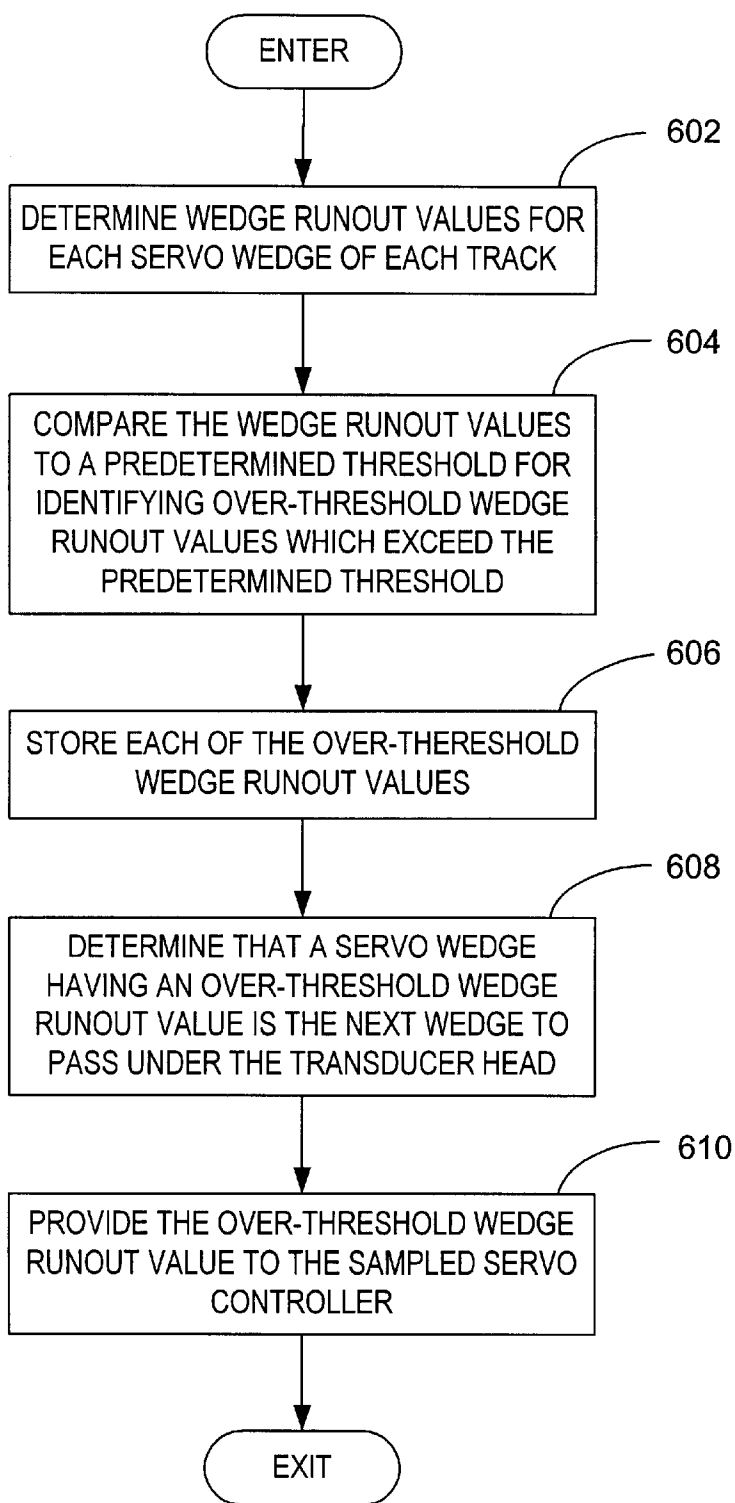 ENTER
602
DETERMINE WEDGE RUNOUT VALUES FOR
EACH SERVO WEDGE OF EACH TRACK
604
COMPARE THE WEDGE RUNOUT VALUES
TO A PREDETERMINED THRESHOLD FOR
IDENTIFYING OVER-THRESHOLD WEDGE
RUNOUT VALUES WHICH EXCEED THE
PREDETERMINED THRESHOLD
606
STORE EACH OF THE OVER-THERESHOLD
WEDGE RUNOUT VALUES
608
DETERMINE THAT A SERVO WEDGE
HAVING AN OVER-THRESHOLD WEDGE
RUNOUT VALUE IS THE NEXT WEDGE TO
PASS UNDER THE TRANSDUCER HEAD
610
PROVIDE THE OVER-THRESHOLD WEDGE
RUNOUT VALUE TO THE SAMPLED SERVO
CONTROLLER
EXIT